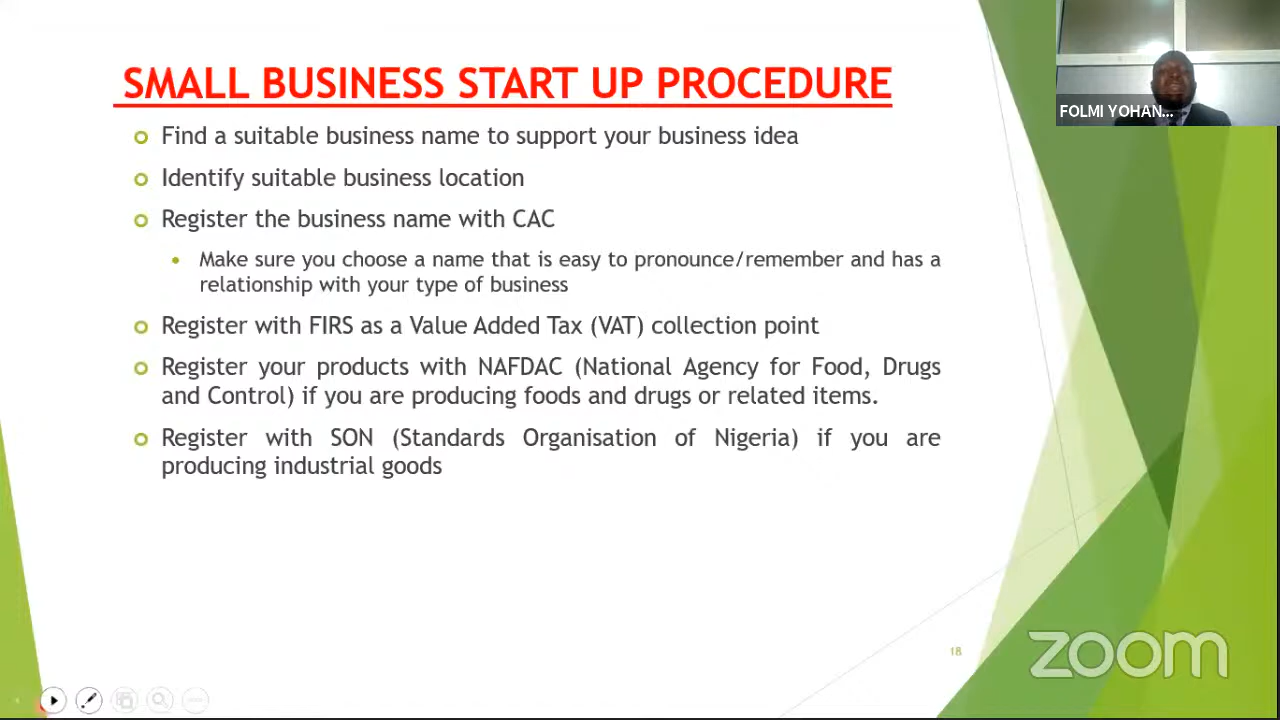 SMALL BUSINESS START UP PROCEDURE
FOLMI YOHAN...
Find a suitable business name to support your business idea
Identify suitable business location
Register the business name with CAC
Make sure you choose a name that is easy to pronounce/remember and has a
relationship with your type of business
Register with FIRS as a Value Added Tax (VAT) collection point
Register your products with NAFDAC (National Agency for Food, Drugs
and Control) if you are producing foods and drugs or related items.
Register with SON (Standards Organisation of Nigeria) if you are
producing industrial goods
18
zoom